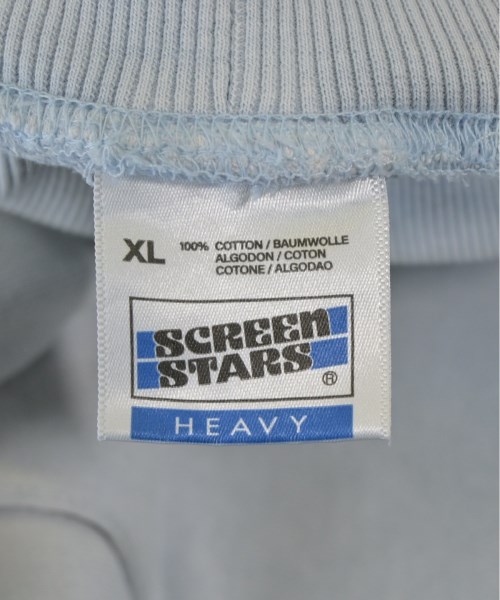 XL 100% COTTON / BAUMWOLLE
ALGODON / COTON
COTONE / ALGODAO
SCREEN
STARS ®
HEAVY